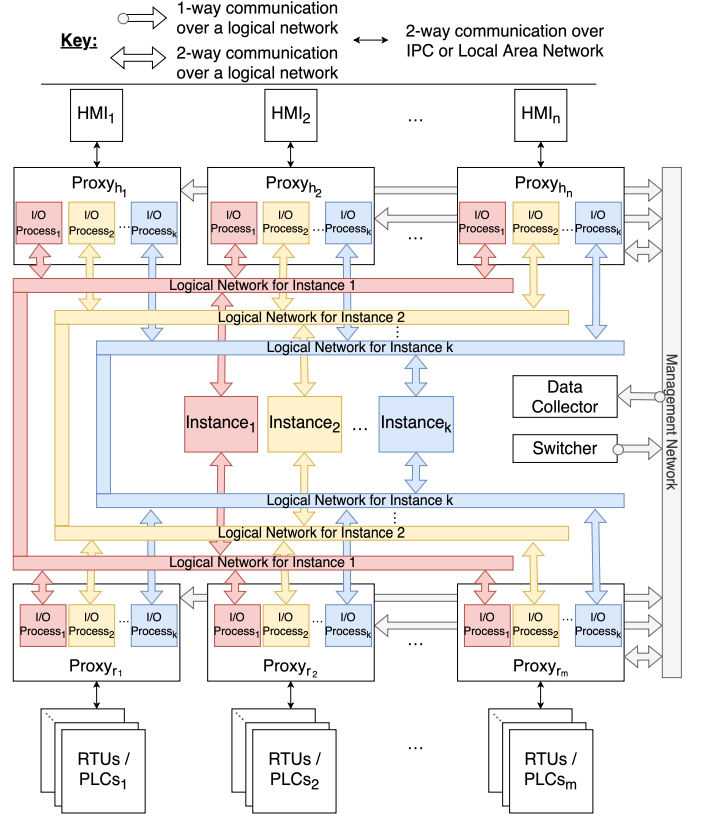 Key:
1-way communication
over a logical network
2-way communication
over a logical network
2-way communication over
IPC or Local Area Network
HMI1
HMI2
...
HMIn
Proxyh1
Proxyh2
Proxyhn
I/O
Process1
I/O
Process2
...
I/O
Processk
I/O
Process1
I/O
Process2
...
I/O
Processk
...
I/O
Process1
I/O
Process2
...
I/O
Processk
Logical Network for Instance 1
Logical Network for Instance 2
...
Logical Network for Instance k
Management Network
Data
Collector
Instance1
Instance2
...
Instancek
Switcher
Logical Network for Instance k
...
Logical Network for Instance 2
Logical Network for Instance 1
I/O
Process1
I/O
Process2
...
I/O
Processk
I/O
Process1
I/O
Process2
...
I/O
Processk
...
I/O
Process1
I/O
Process2
...
I/O
Processk
Proxyr1
Proxyr2
Proxyrm
RTUs /
PLCs1
RTUs /
PLCs2
...
RTUs /
PLCsm